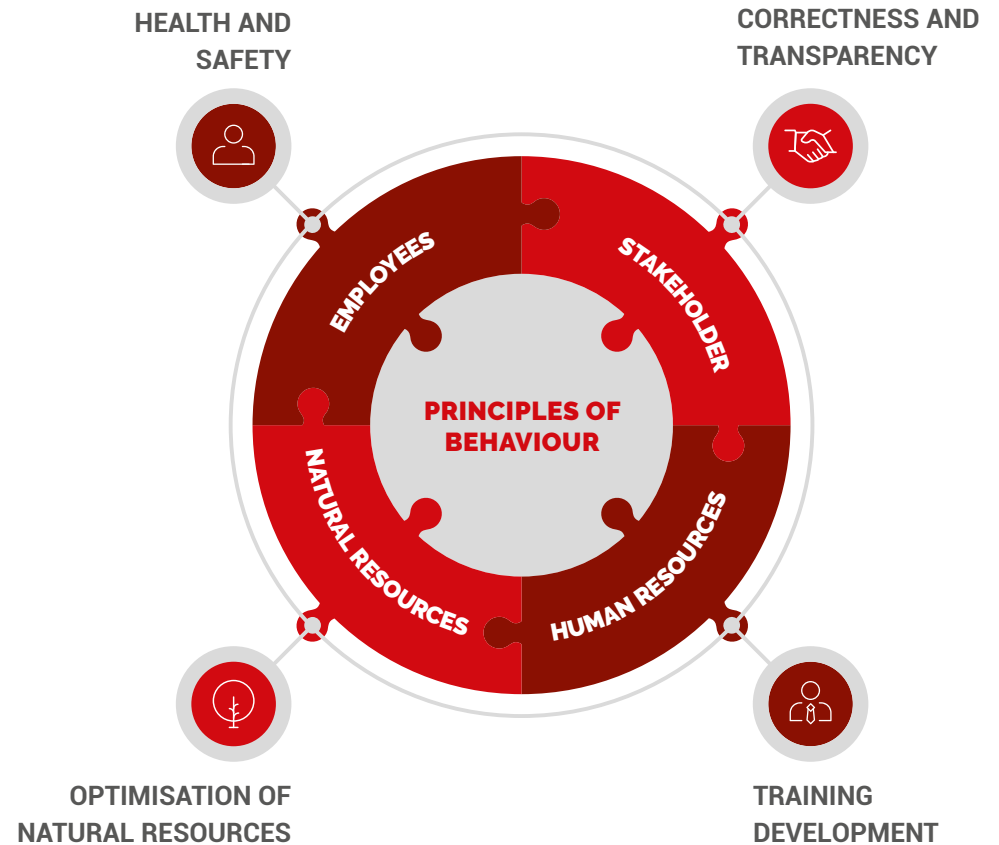 HEALTH AND
SAFETY
CORRECTNESS AND
TRANSPARENCY
EMPLOYEES
STAKEHOLDER
PRINCIPLES OF
BEHAVIOUR
NATURAL RESOURCES
HUMAN RESOURCES
OPTIMISATION OF
NATURAL RESOURCES
TRAINING
DEVELOPMENT